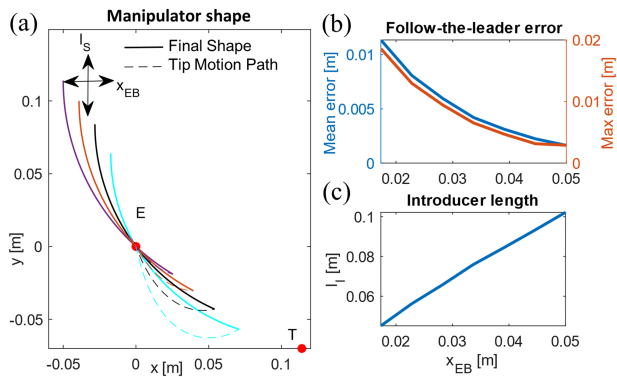 (a)
Manipulator shape
l_S
x_EB
Final Shape
Tip Motion Path
E
T
0.1
0.05
0
-0.05
y [m]
-0.05
0
0.05
0.1
x [m]
(b)
Follow-the-leader error
Mean error [m]
0.01
0.005
0
Max error [m]
0.02
0.01
0
0.02
0.03
0.04
0.05
(c)
Introducer length
l_I [m]
0.1
0.08
0.06
0.02
0.03
0.04
0.05
x_EB [m]